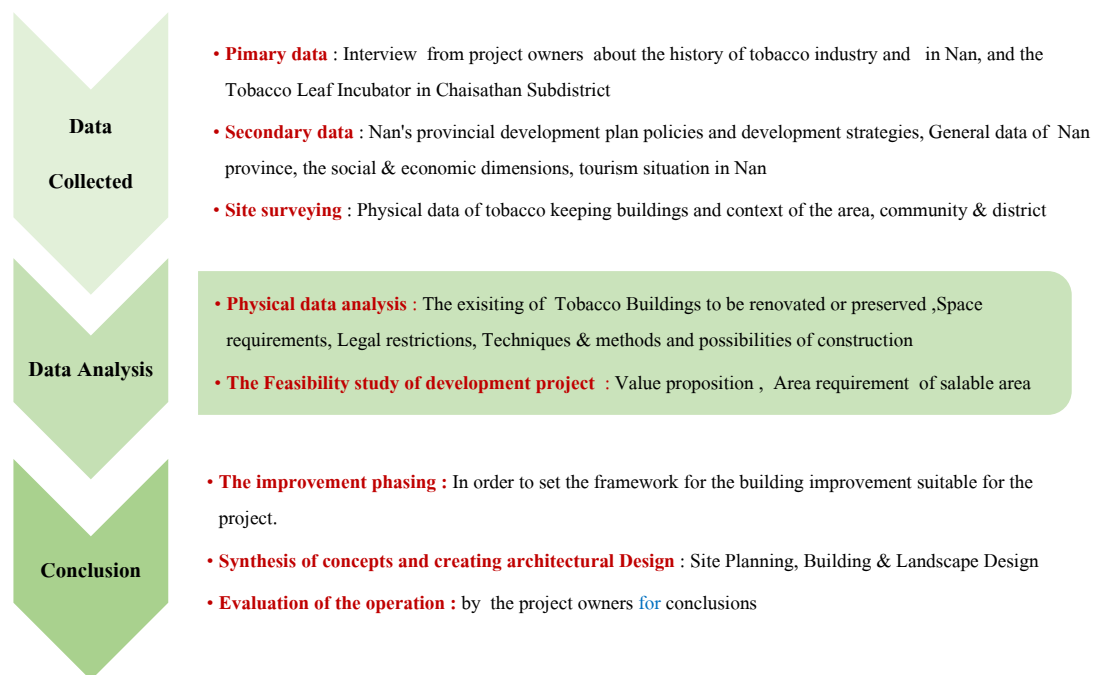 Data
Collected
• Pimary data : Interview from project owners about the history of tobacco industry and in Nan, and the
Tobacco Leaf Incubator in Chaisathan Subdistrict
• Secondary data : Nan's provincial development plan policies and development strategies, General data of Nan
province, the social & economic dimensions, tourism situation in Nan
• Site surveying : Physical data of tobacco keeping buildings and context of the area, community & district
Data Analysis
• Physical data analysis : The exisiting of Tobacco Buildings to be renovated or preserved ,Space
requirements, Legal restrictions, Techniques & methods and possibilities of construction
• The Feasibility study of development project : Value proposition , Area requirement of salable area
Conclusion
• The improvement phasing : In order to set the framework for the building improvement suitable for the
project.
• Synthesis of concepts and creating architectural Design : Site Planning, Building & Landscape Design
• Evaluation of the operation : by the project owners for conclusions